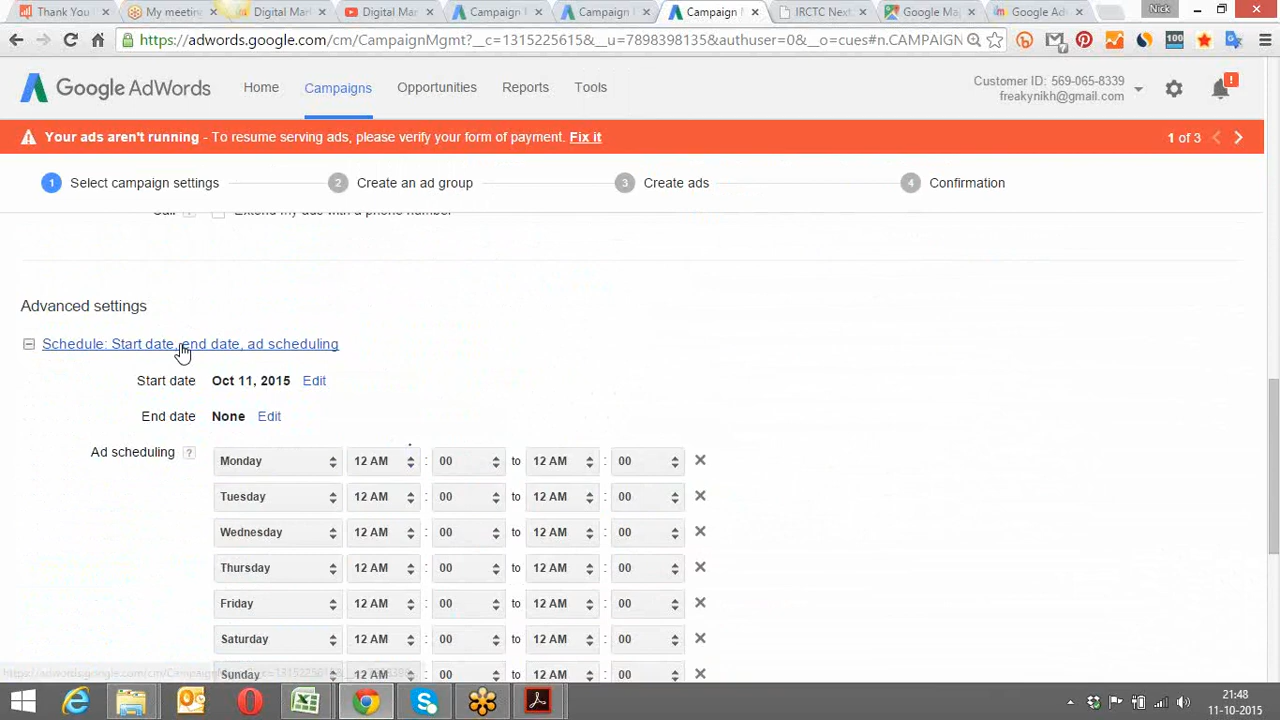 Thank You
My meetin
Digital Mar
Digital Mar
Campaign
Campaign
Campaign
IRCTC Next
Google Ma
Google Ad
Nick
https://adwords.google.com/cm/CampaignMgmt?__c=1315225615&__u=7898398135&authuser=0&__o=cues#n.CAMPAIGN
Google AdWords
Home
Campaigns
Opportunities
Reports
Tools
Customer ID: 569-065-8339
freakynikh@gmail.com
Your ads aren't running - To resume serving ads, please verify your form of payment. Fix it
1 of 3
1 Select campaign settings
2 Create an ad group
3 Create ads
4 Confirmation
Call ? Extend my ads with a phone number
Advanced settings
Schedule: Start date, end date, ad scheduling
Start date Oct 11, 2015 Edit
End date None Edit
Ad scheduling ?
Monday 12 AM : 00 to 12 AM : 00
Tuesday 12 AM : 00 to 12 AM : 00
Wednesday 12 AM : 00 to 12 AM : 00
Thursday 12 AM : 00 to 12 AM : 00
Friday 12 AM : 00 to 12 AM : 00
Saturday 12 AM : 00 to 12 AM : 00
Sunday 12 AM : 00 to 12 AM : 00
21:48
11-10-2015